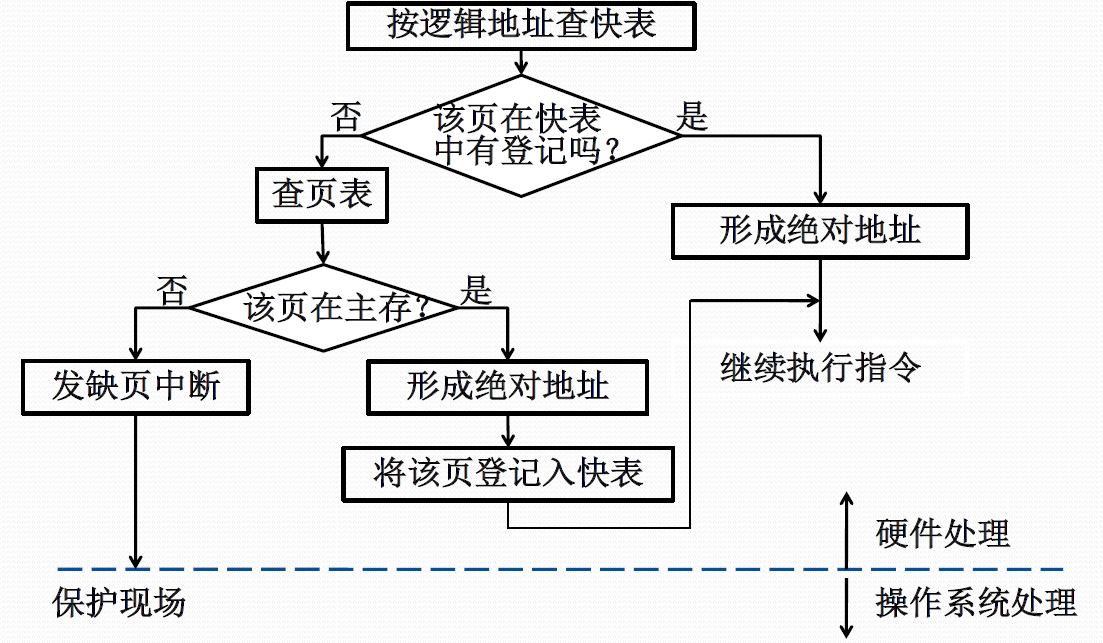 按逻辑地址查快表
该页在快表
中有登记吗?
否
是
查页表
形成绝对地址
该页在主存?
否
是
发缺页中断
形成绝对地址
继续执行指令
将该页登记入快表
硬件处理
保护现场
操作系统处理